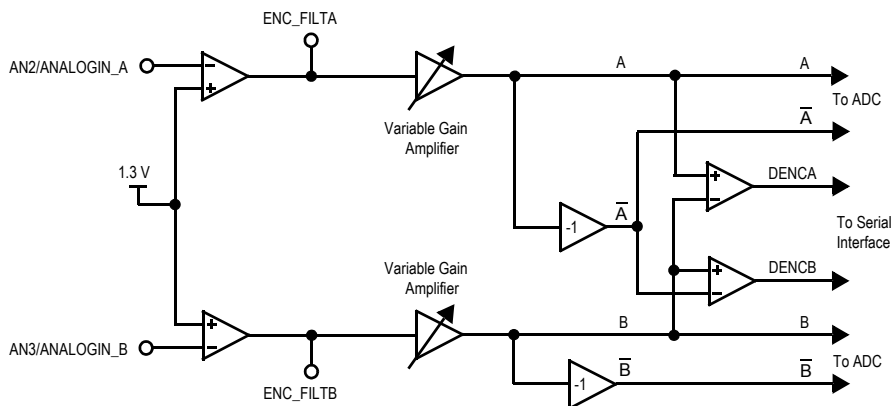 ENC_FILTA
AN2/ANALOGIN_A
−
+
A
A
To ADC
Variable Gain
Amplifier
A̅
1.3 V
+
−
DENCA
A̅
-1
To Serial
Interface
Variable Gain
Amplifier
+
−
DENCB
+
−
B
B
AN3/ANALOGIN_B
To ADC
B̅
B̅
-1
ENC_FILTB